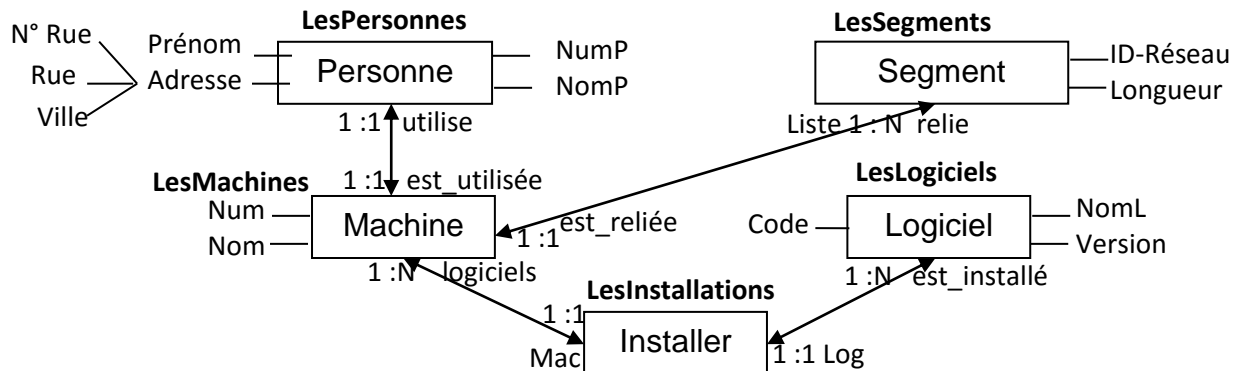 LesPersonnes
LesSegments
N° Rue
Rue
Ville
Prénom
Adresse
Personne
NumP
NomP
Segment
ID-Réseau
Longueur
1 :1 utilise
Liste 1 : N relie
LesMachines
1 :1 est_utilisée
LesLogiciels
Num
Nom
Machine
1 :1 est_reliée
Code
Logiciel
NomL
Version
1 :N logiciels
1 :N est_installé
LesInstallations
1 :1
Mac
Installer
1 :1 Log